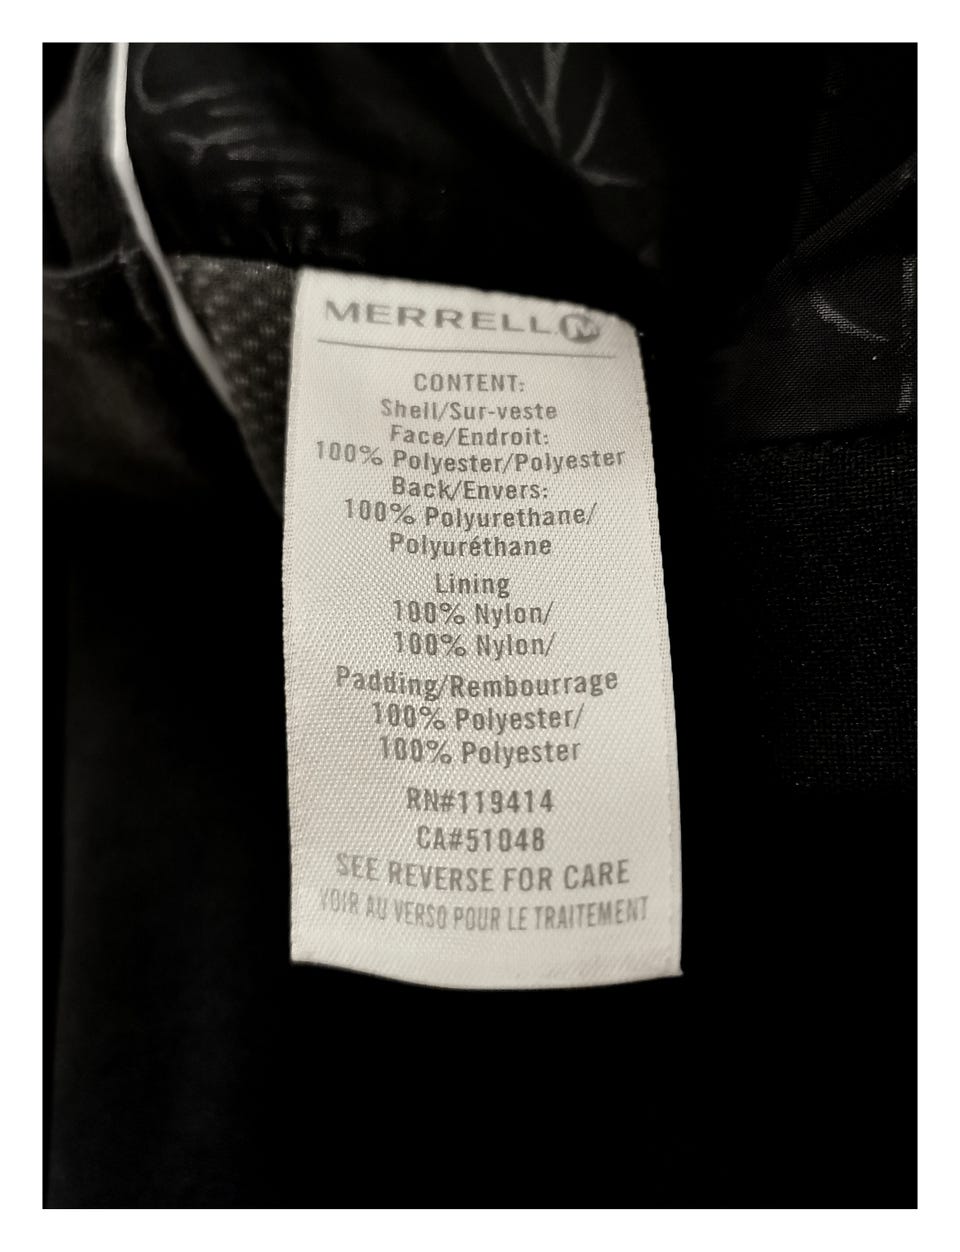 MERRELL
CONTENT:
Shell/Sur-veste
Face/Endroit:
100% Polyester/Polyester
Back/Envers:
100% Polyurethane/
Polyuréthane
Lining
100% Nylon/
100% Nylon/
Padding/Rembourrage
100% Polyester/
100% Polyester
RN#119414
CA#51048
SEE REVERSE FOR CARE
VOIR AU VERSO POUR LE TRAITEMENT